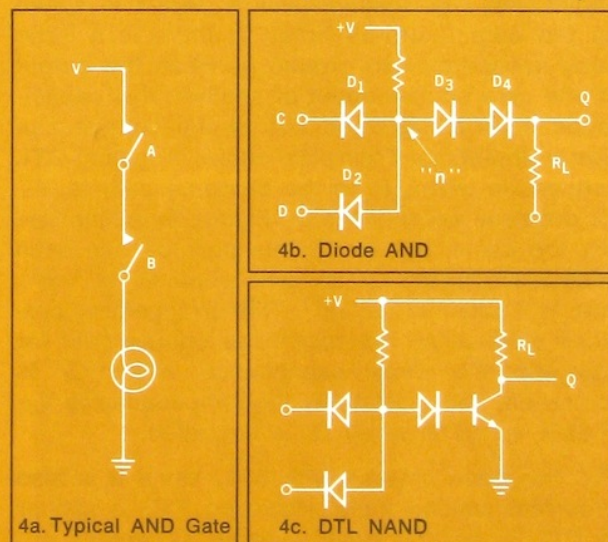 V
A
B
4a. Typical AND Gate
+V
D1
D3
D4
Q
C
"n"
D2
RL
D
4b. Diode AND
+V
RL
Q
4c. DTL NAND